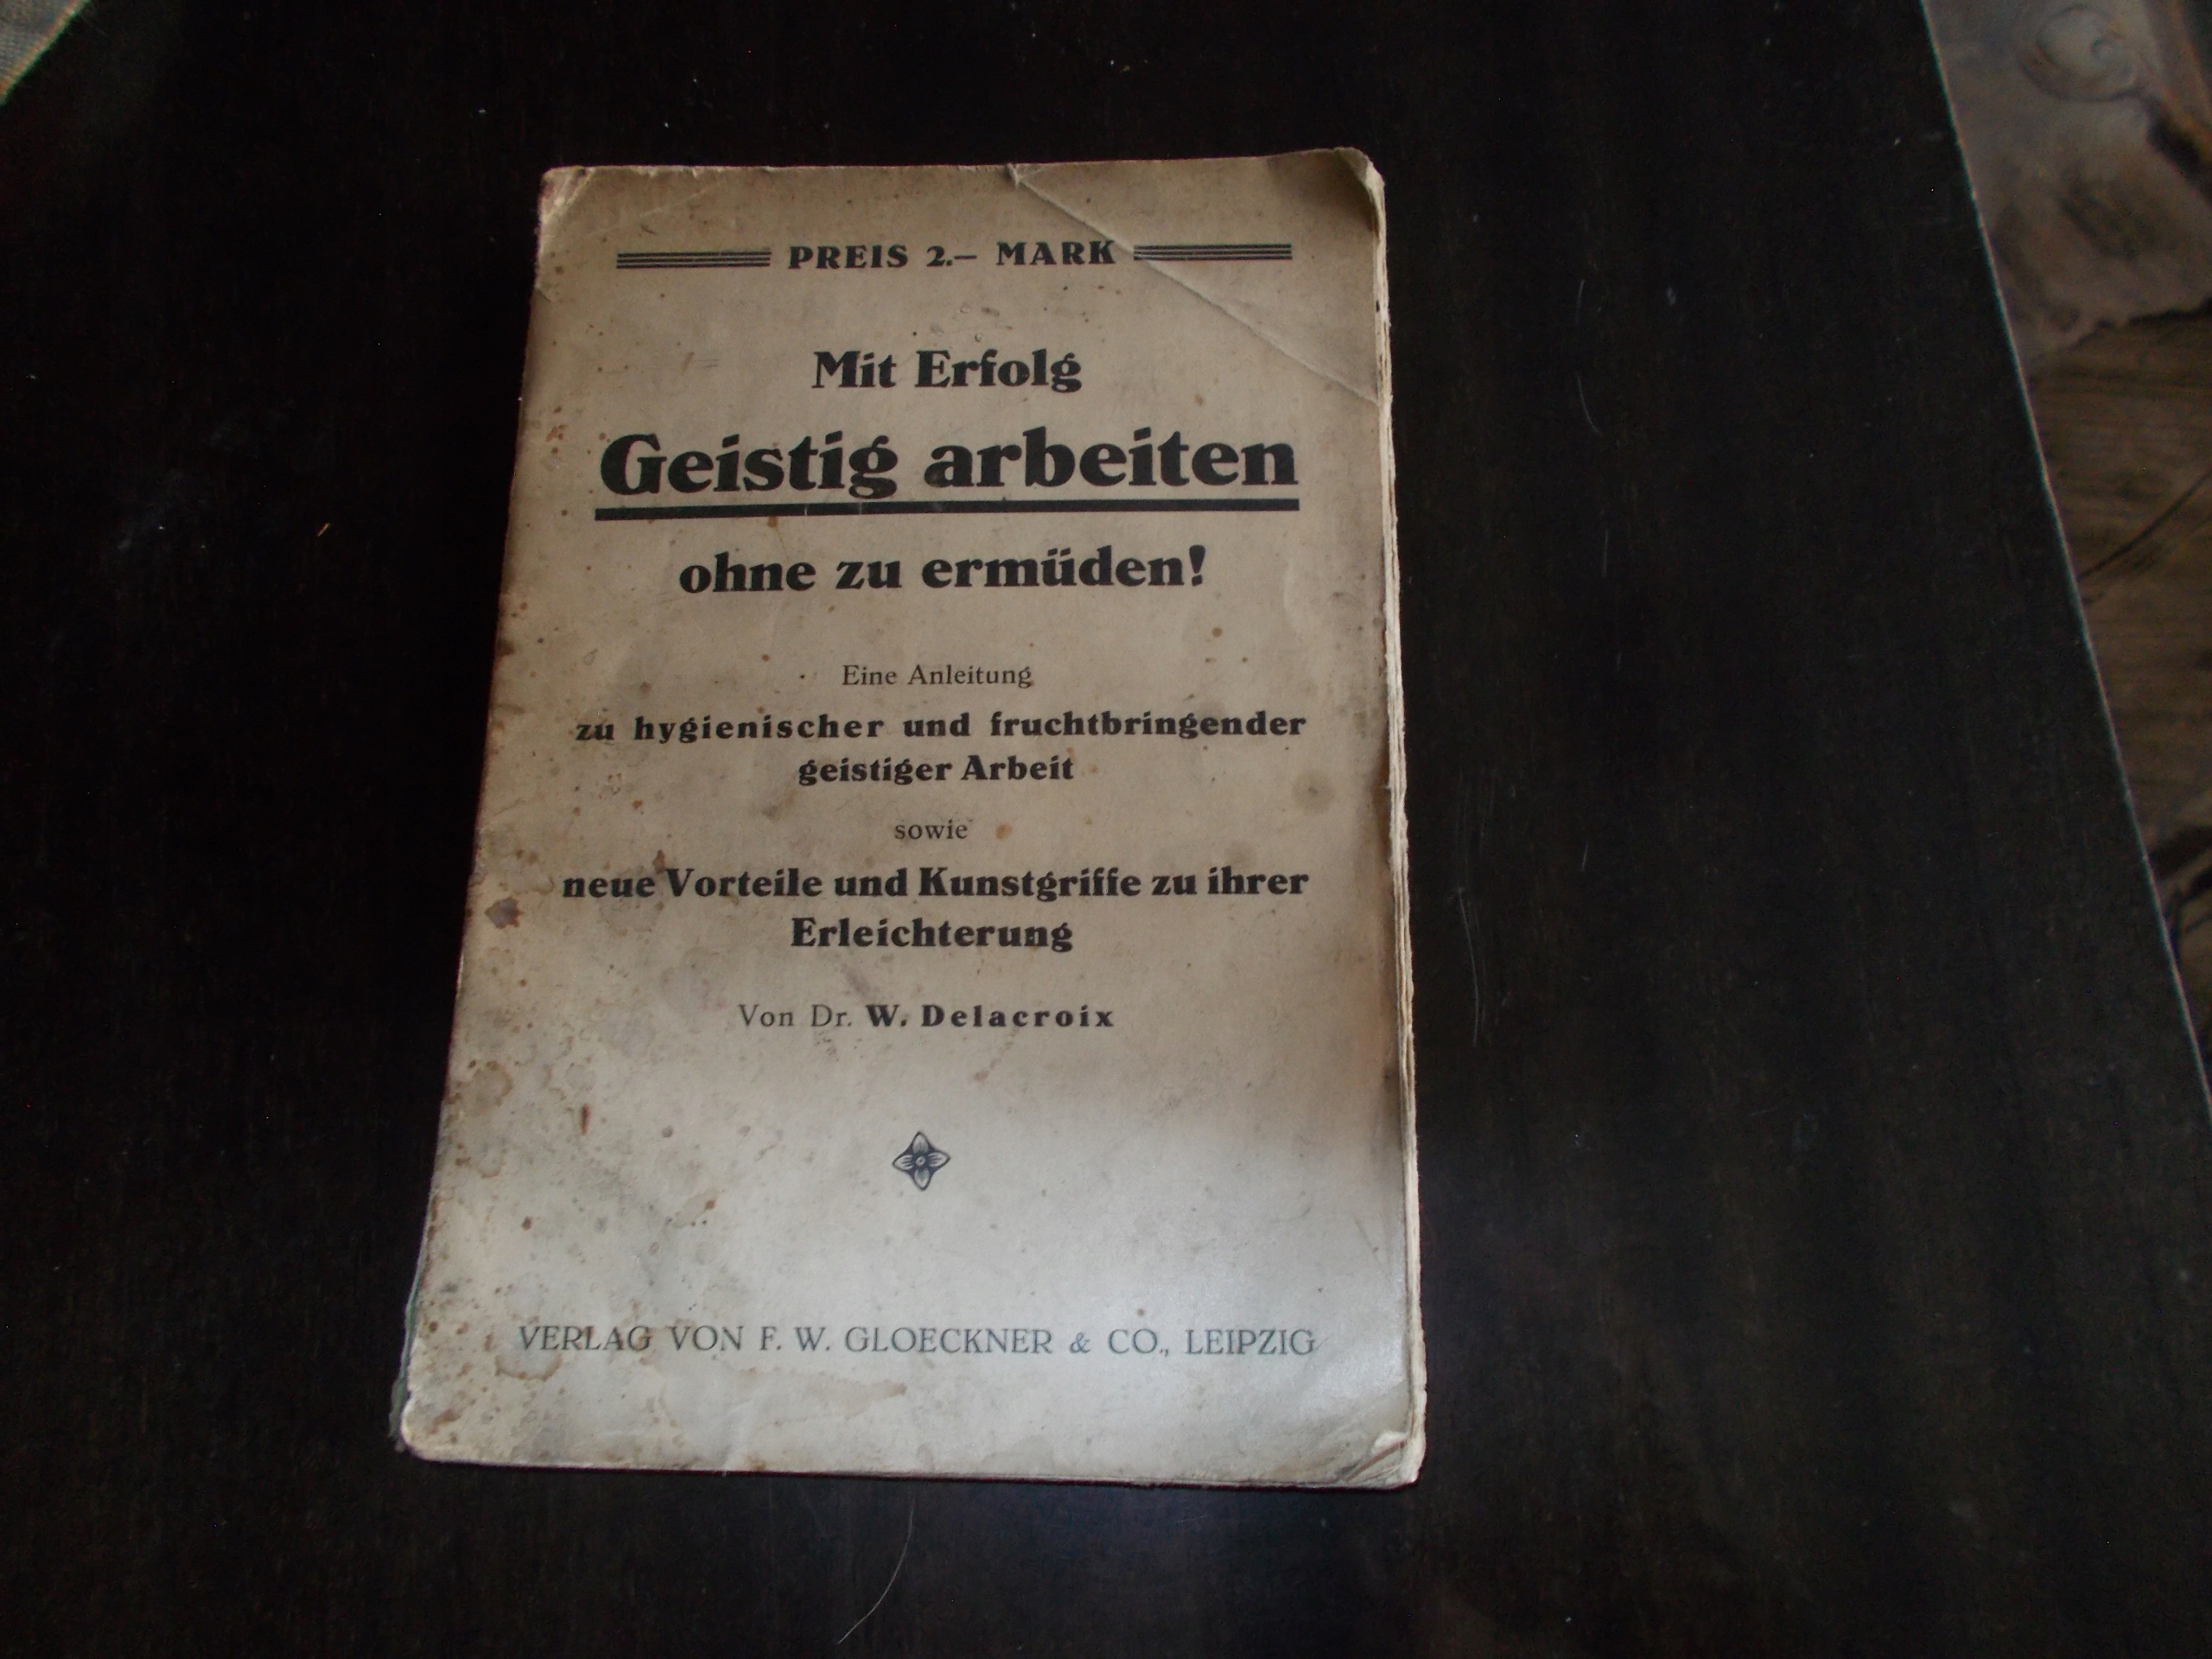 PREIS 2.— MARK
Mit Erfolg
Geistig arbeiten
ohne zu ermüden!
Eine Anleitung
zu hygienischer und fruchtbringender
geistiger Arbeit
sowie
neue Vorteile und Kunstgriffe zu ihrer
Erleichterung
Von Dr. W. Delacroix
VERLAG VON F. W. GLOECKNER & CO., LEIPZIG